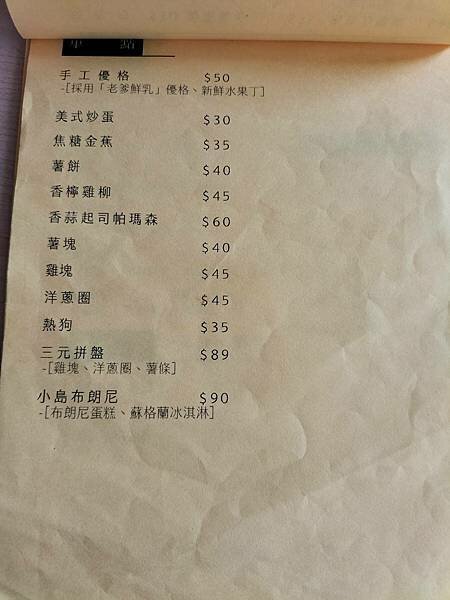 單 點
手工優格 $50
-[採用「老爹鮮乳」優格、新鮮水果丁]
美式炒蛋 $30
焦糖金蕉 $35
薯餅 $40
香檸雞柳 $45
香蒜起司帕瑪森 $60
薯塊 $40
雞塊 $45
洋蔥圈 $45
熱狗 $35
三元拼盤 $89
-[雞塊、洋蔥圈、薯條]
小島布朗尼 $90
-[布朗尼蛋糕、蘇格蘭冰淇淋]